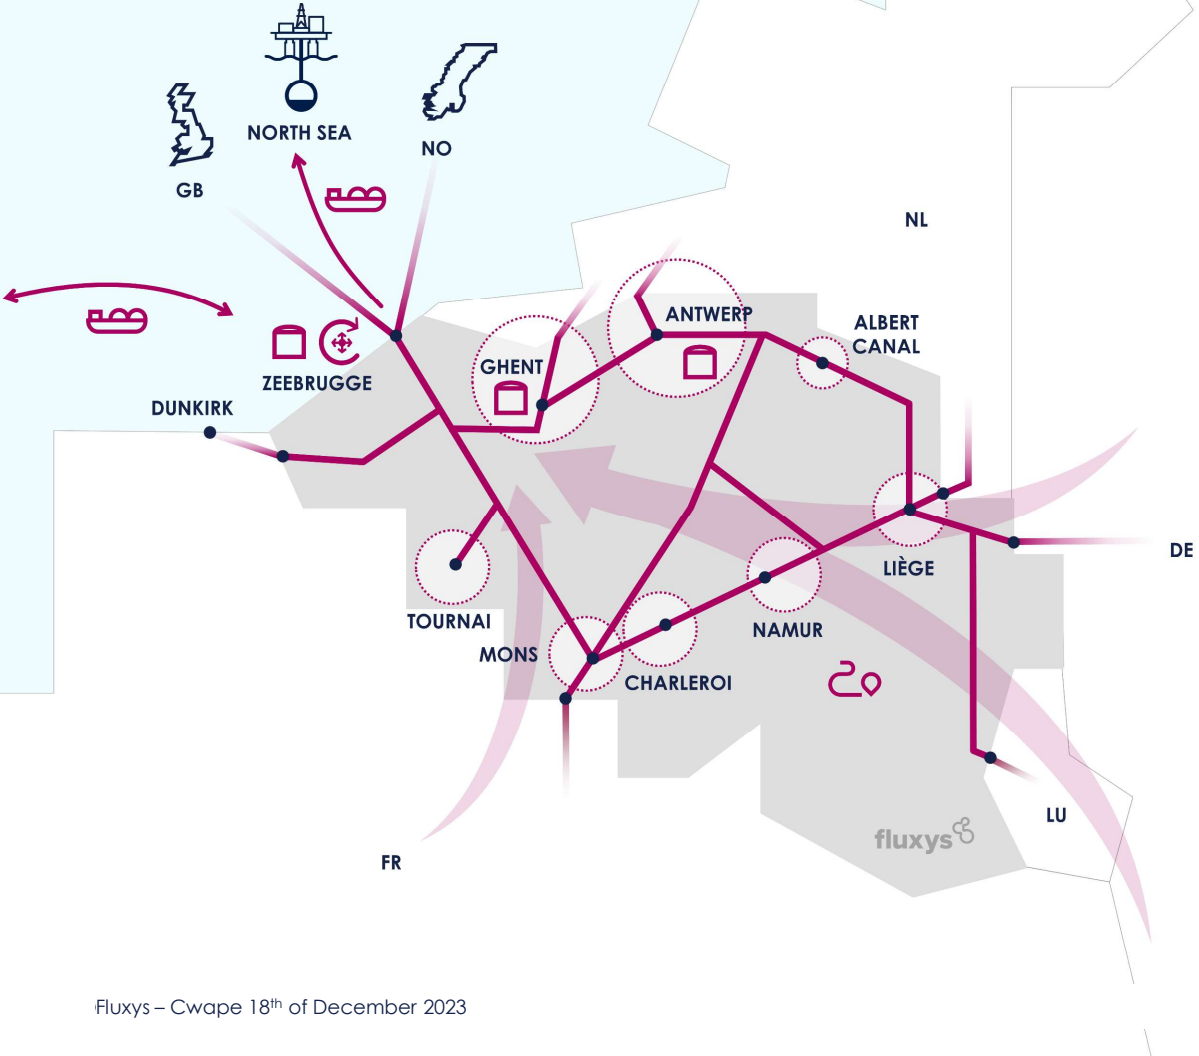 NORTH SEA
NO
GB
NL
ANTWERP
ALBERT
CANAL
GHENT
ZEEBRUGGE
DUNKIRK
DE
LIÈGE
TOURNAI
NAMUR
MONS
CHARLEROI
LU
fluxys
FR
Fluxys – Cwape 18th of December 2023